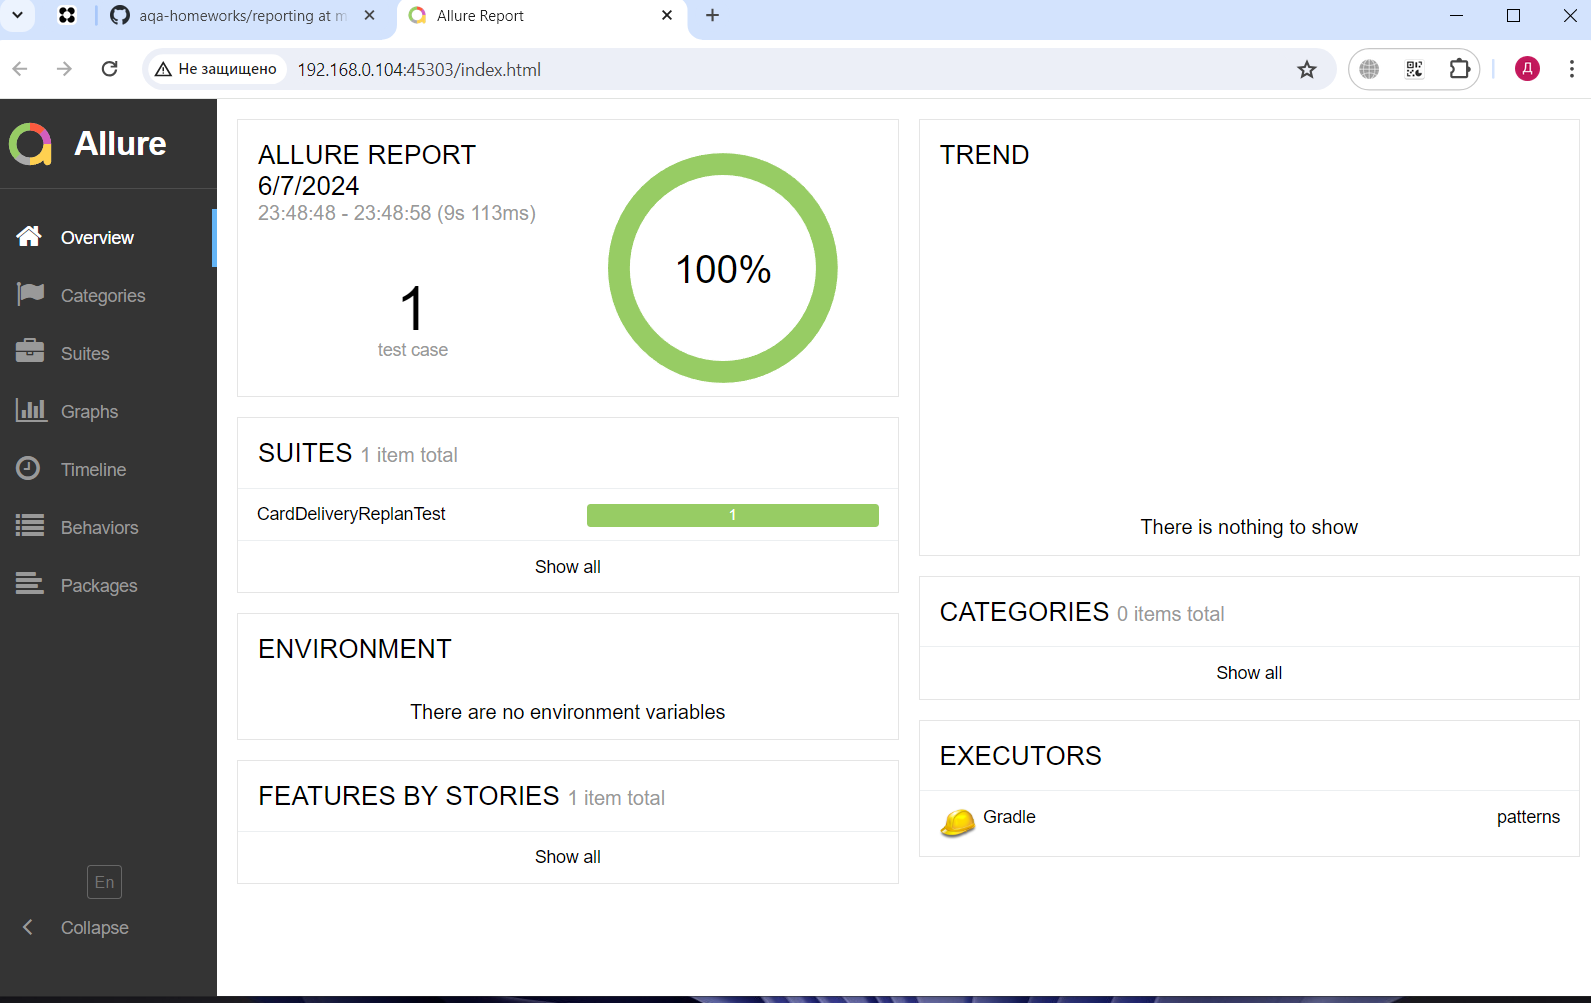 aqa-homeworks/reporting at m
Allure Report
Не защищено
192.168.0.104:45303/index.html
Д
Allure
Overview
Categories
Suites
Graphs
Timeline
Behaviors
Packages
En
Collapse
ALLURE REPORT
6/7/2024
23:48:48 - 23:48:58 (9s 113ms)
1
test case
100%
SUITES 1 item total
CardDeliveryReplanTest 1
Show all
ENVIRONMENT
There are no environment variables
FEATURES BY STORIES 1 item total
Show all
TREND
There is nothing to show
CATEGORIES 0 items total
Show all
EXECUTORS
Gradle patterns